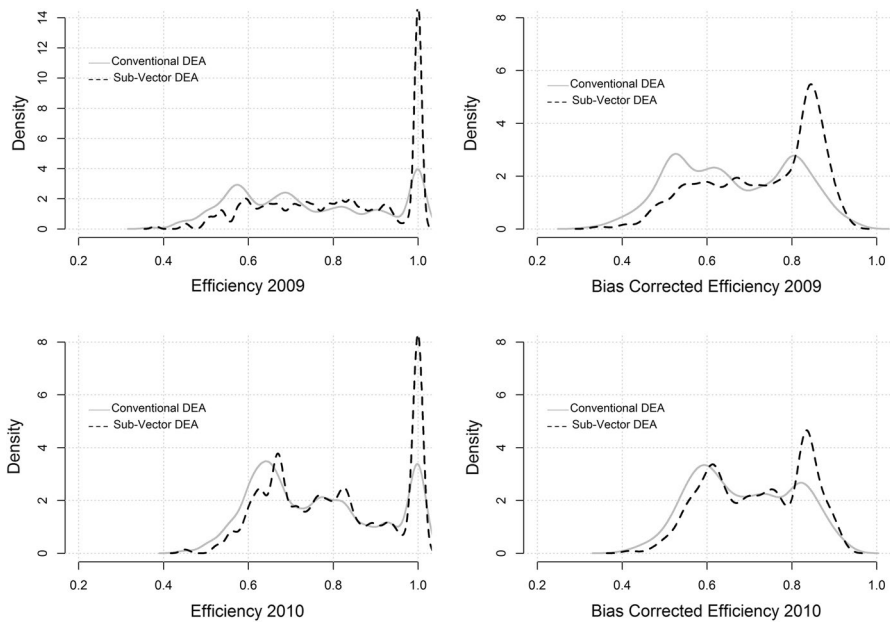 14
12
10
8
6
4
2
0
Density
Conventional DEA
Sub-Vector DEA
0.2 0.4 0.6 0.8 1.0
Efficiency 2009
8
6
4
2
0
Density
Conventional DEA
Sub-Vector DEA
0.2 0.4 0.6 0.8 1.0
Bias Corrected Efficiency 2009
8
6
4
2
0
Density
Conventional DEA
Sub-Vector DEA
0.2 0.4 0.6 0.8 1.0
Efficiency 2010
8
6
4
2
0
Density
Conventional DEA
Sub-Vector DEA
0.2 0.4 0.6 0.8 1.0
Bias Corrected Efficiency 2010